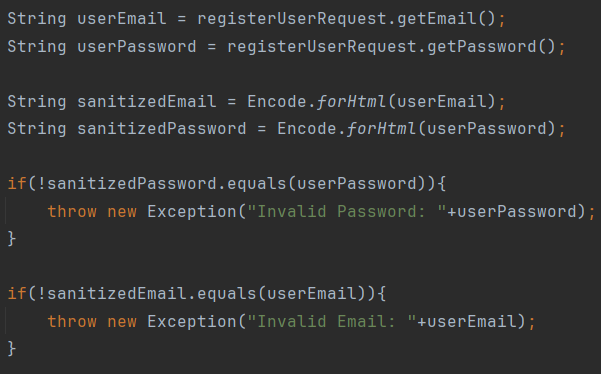 String userEmail = registerUserRequest.getEmail();
String userPassword = registerUserRequest.getPassword();
String sanitizedEmail = Encode.forHtml(userEmail);
String sanitizedPassword = Encode.forHtml(userPassword);
if(!sanitizedPassword.equals(userPassword)){
    throw new Exception("Invalid Password: "+userPassword);
}
if(!sanitizedEmail.equals(userEmail)){
    throw new Exception("Invalid Email: "+userEmail);
}